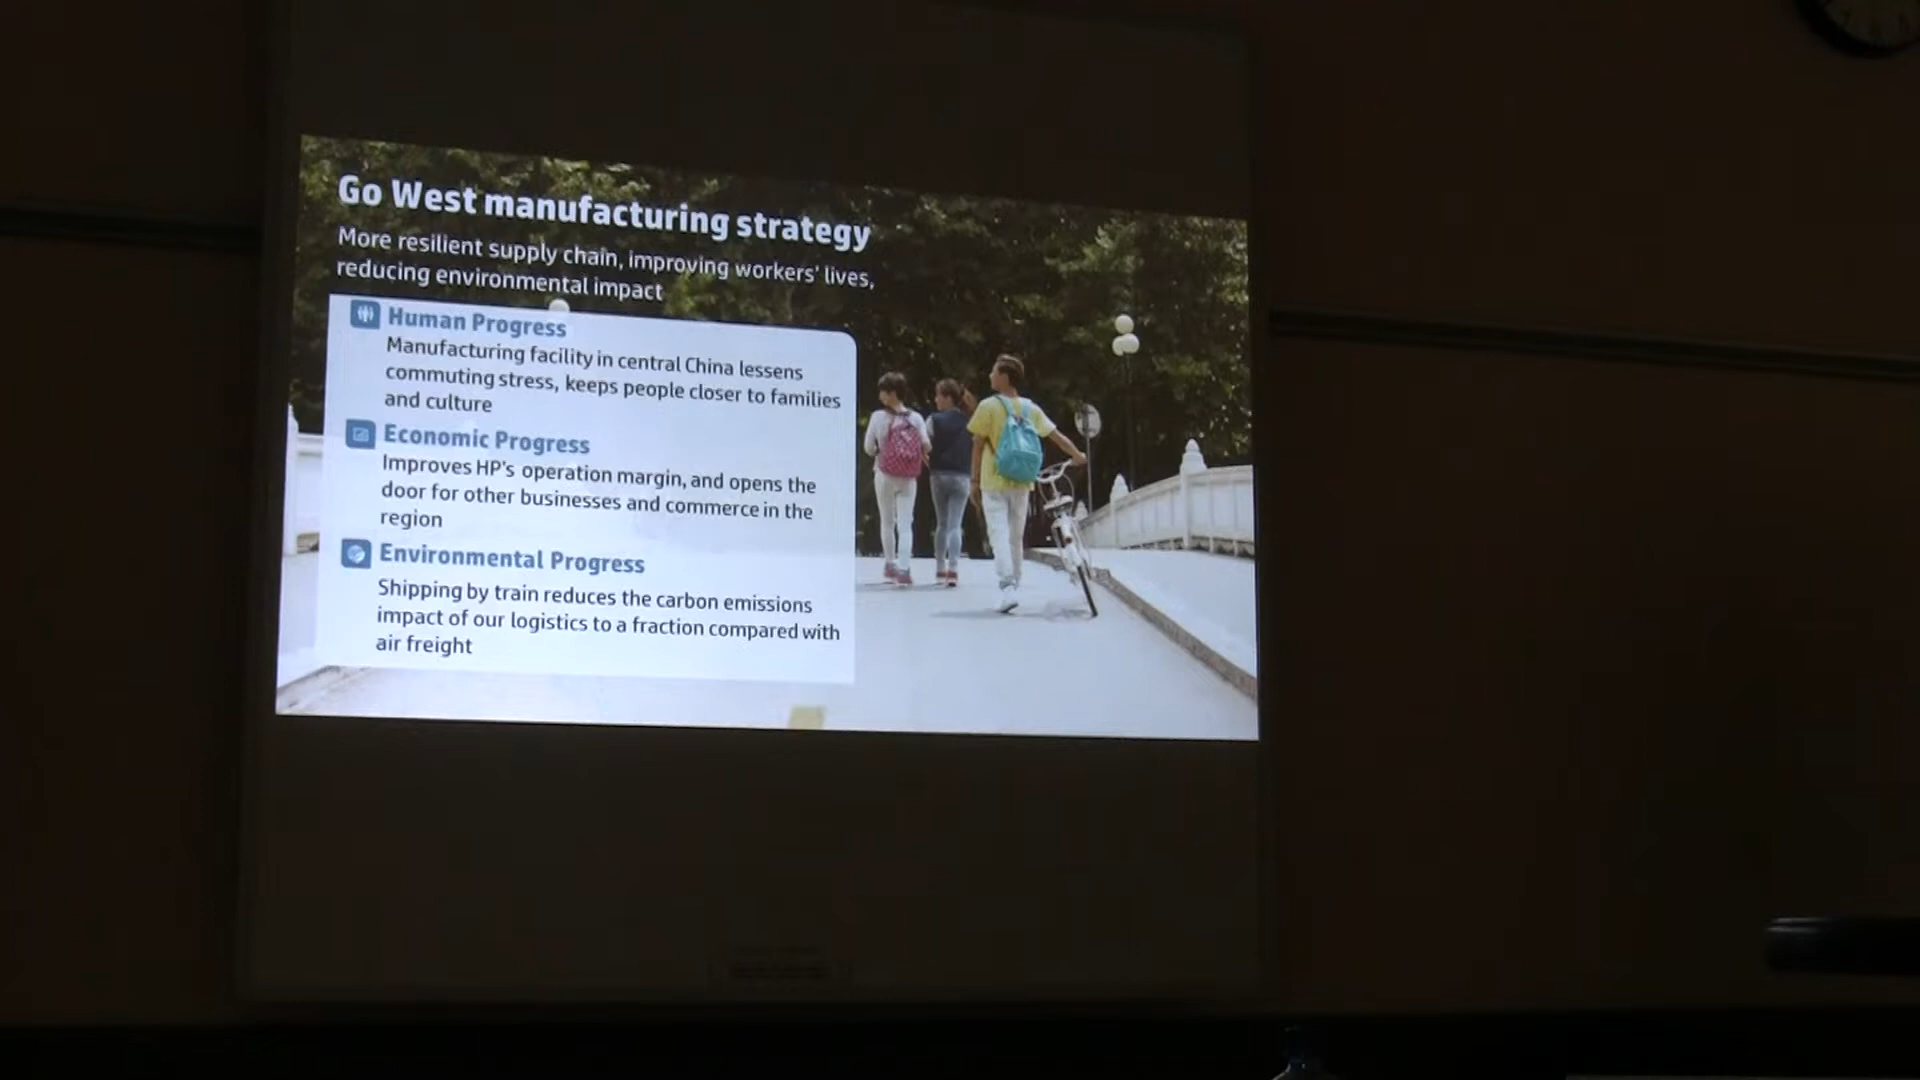 Go West manufacturing strategy
More resilient supply chain, improving workers' lives,
reducing environmental impact
Human Progress
Manufacturing facility in central China lessens
commuting stress, keeps people closer to families
and culture
Economic Progress
Improves HP's operation margin, and opens the
door for other businesses and commerce in the
region
Environmental Progress
Shipping by train reduces the carbon emissions
impact of our logistics to a fraction compared with
air freight